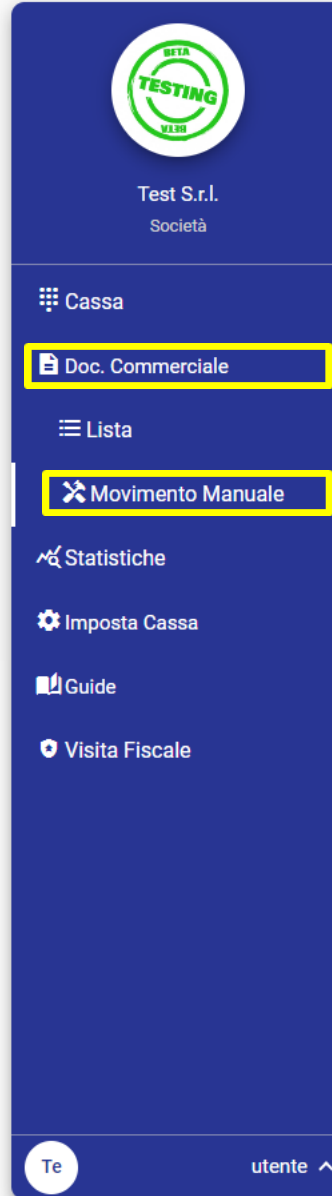 BETA
TESTING
BETA
Test S.r.l.
Società
Cassa
Doc. Commerciale
Lista
Movimento Manuale
Statistiche
Imposta Cassa
Guide
Visita Fiscale
Te
utente